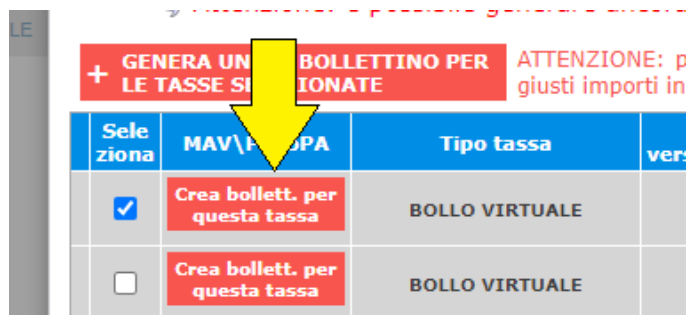 LE
+ GENERA UN BOLLETTINO PER
LE TASSE SE IONATE
ATTENZIONE: p
giusti importi in
Sele
ziona
MAV\ PA
Tipo tassa
vers
Crea bollett. per
questa tassa
BOLLO VIRTUALE
Crea bollett. per
questa tassa
BOLLO VIRTUALE